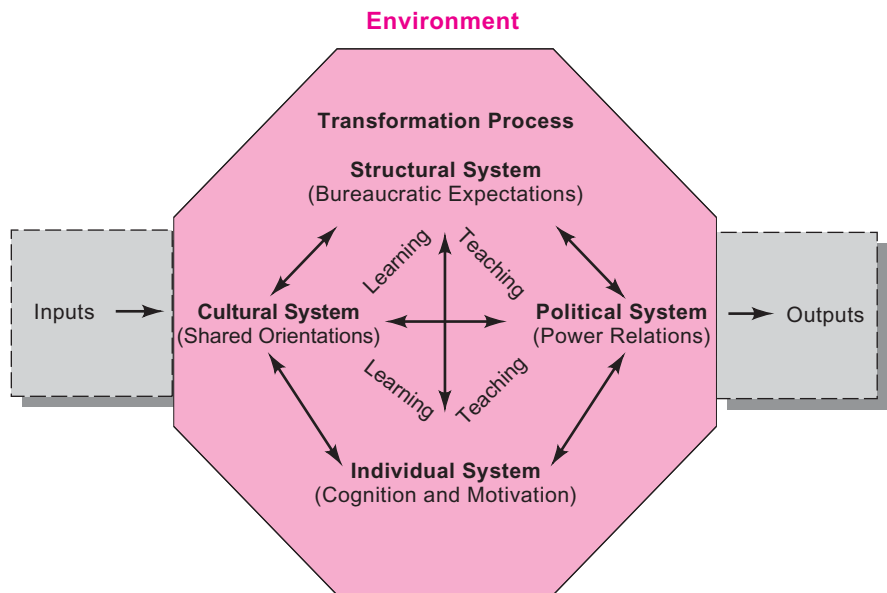 Environment
Transformation Process
Structural System
(Bureaucratic Expectations)
Learning
Teaching
Inputs
Cultural System
(Shared Orientations)
Political System
(Power Relations)
Outputs
Learning
Teaching
Individual System
(Cognition and Motivation)